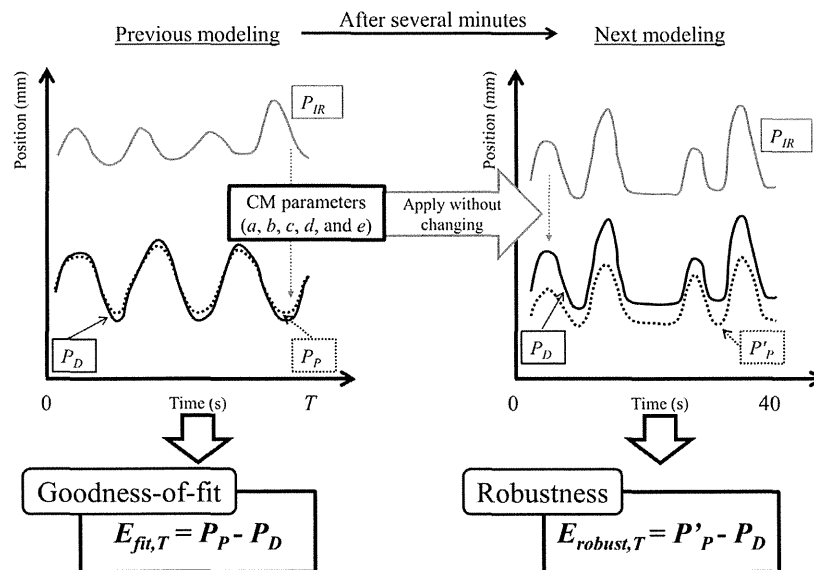 After several minutes
Previous modeling
Next modeling
Position (mm)
P_IR
CM parameters
(a, b, c, d, and e)
Apply without
changing
P_D
P_P
0
Time (s)
T
Position (mm)
P_IR
P_D
P'_P
0
Time (s)
40
Goodness-of-fit
E_fit,T = P_P - P_D
Robustness
E_robust,T = P'_P - P_D